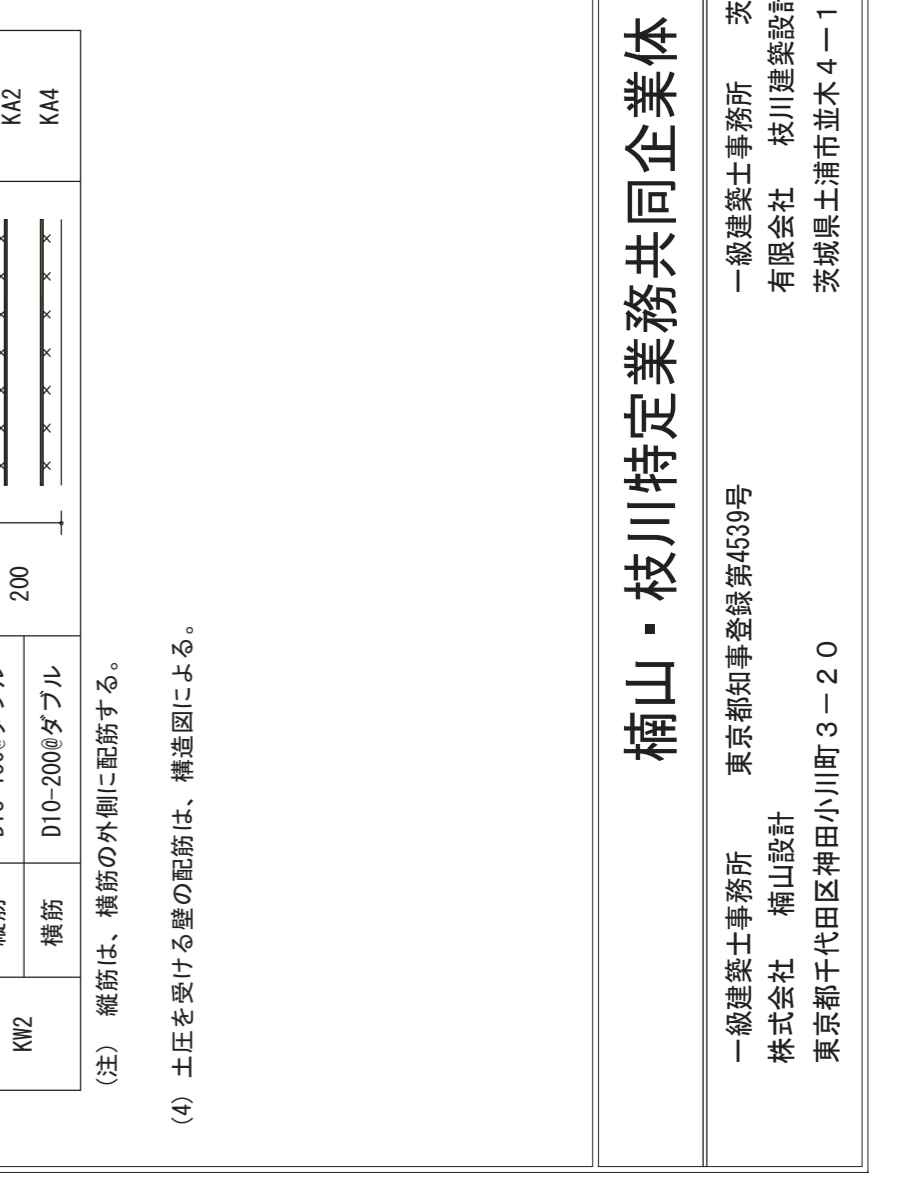 KW2
横筋 D10-200@ダブル
200
KA2
KA4
(注) 縦筋は、横筋の外側に配筋する。
(4) 土圧を受ける壁の配筋は、構造図による。
楠山・枝川特定業務共同企業体
一級建築士事務所 東京都知事登録第4539号
株式会社 楠山設計
東京都千代田区神田小川町3-20
一級建築士事務所 茨
有限会社 枝川建築設計
茨城県土浦市並木4-1